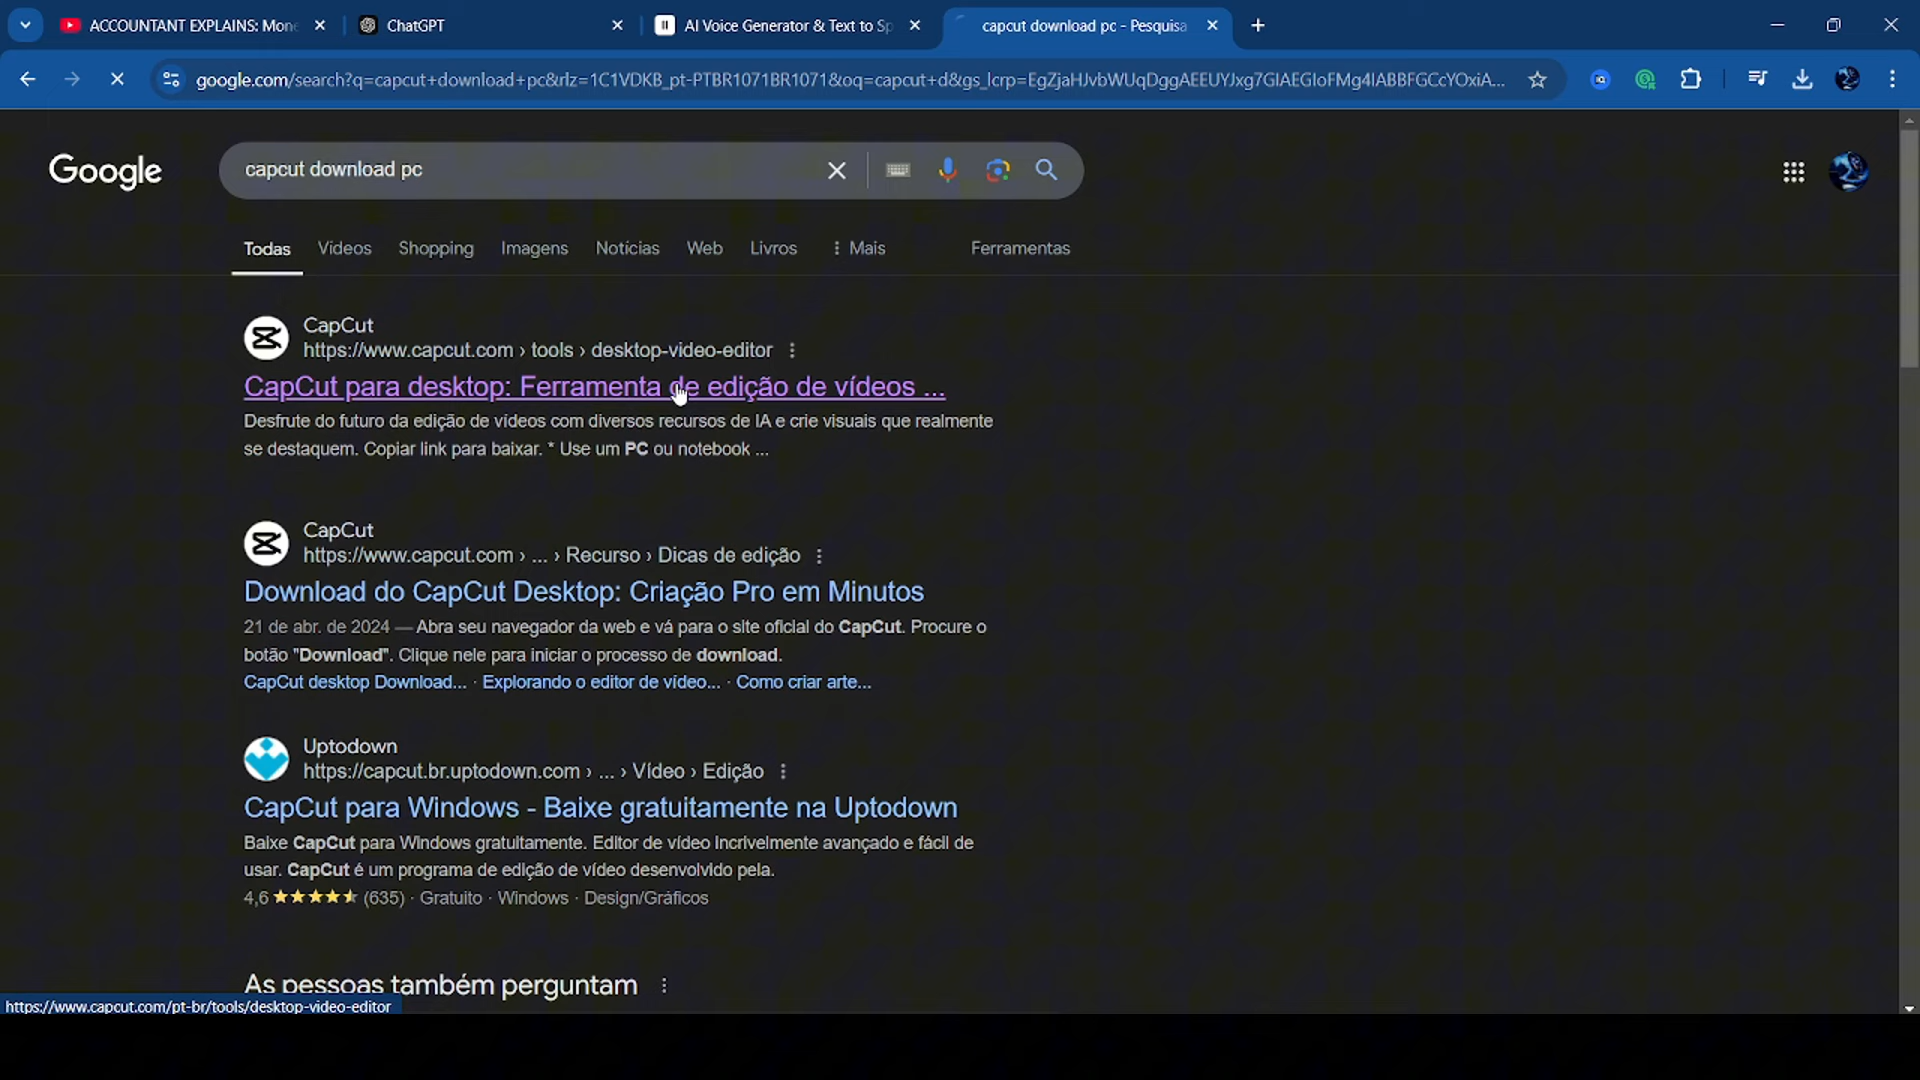 ACCOUNTANT EXPLAINS: Mone
ChatGPT
AI Voice Generator & Text to Sp
capcut download pc - Pesquisa
google.com/search?q=capcut+download+pc&rlz=1C1VDKB_pt-PTBR1071BR1071&oq=capcut+d&gs_lcrp=EgZjaHJvbWUqDggAEEUYJxg7GIAEGIoFMg4IABBFGCcYOxiA...
Google
capcut download pc
Todas Vídeos Shopping Imagens Notícias Web Livros Mais Ferramentas
CapCut
https://www.capcut.com › tools › desktop-video-editor
CapCut para desktop: Ferramenta de edição de vídeos ...
Desfrute do futuro da edição de vídeos com diversos recursos de IA e crie visuais que realmente
se destaquem. Copiar link para baixar. * Use um PC ou notebook ...
CapCut
https://www.capcut.com › ... › Recurso › Dicas de edição
Download do CapCut Desktop: Criação Pro em Minutos
21 de abr. de 2024 — Abra seu navegador da web e vá para o site oficial do CapCut. Procure o
botão "Download". Clique nele para iniciar o processo de download.
CapCut desktop Download... · Explorando o editor de vídeo... · Como criar arte...
Uptodown
https://capcut.br.uptodown.com › ... › Vídeo › Edição
CapCut para Windows - Baixe gratuitamente na Uptodown
Baixe CapCut para Windows gratuitamente. Editor de vídeo incrivelmente avançado e fácil de
usar. CapCut é um programa de edição de vídeo desenvolvido pela.
4,6 ★★★★★ (635) · Gratuito · Windows · Design/Gráficos
As pessoas também perguntam
https://www.capcut.com/pt-br/tools/desktop-video-editor